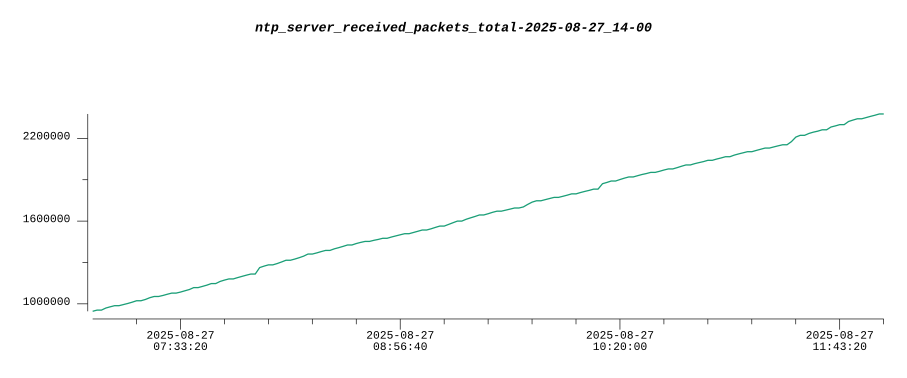 ntp_server_received_packets_total-2025-08-27_14-00
2200000
1600000
1000000
2025-08-27 2025-08-27 2025-08-27 2025-08-27
07:33:20 08:56:40 10:20:00 11:43:20